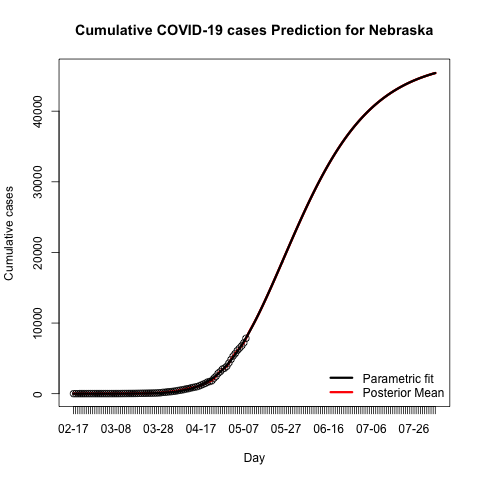 Cumulative COVID-19 cases Prediction for Nebraska
Cumulative cases
40000
30000
20000
10000
0
Parametric fit
Posterior Mean
02-17 03-08 03-28 04-17 05-07 05-27 06-16 07-06 07-26
Day